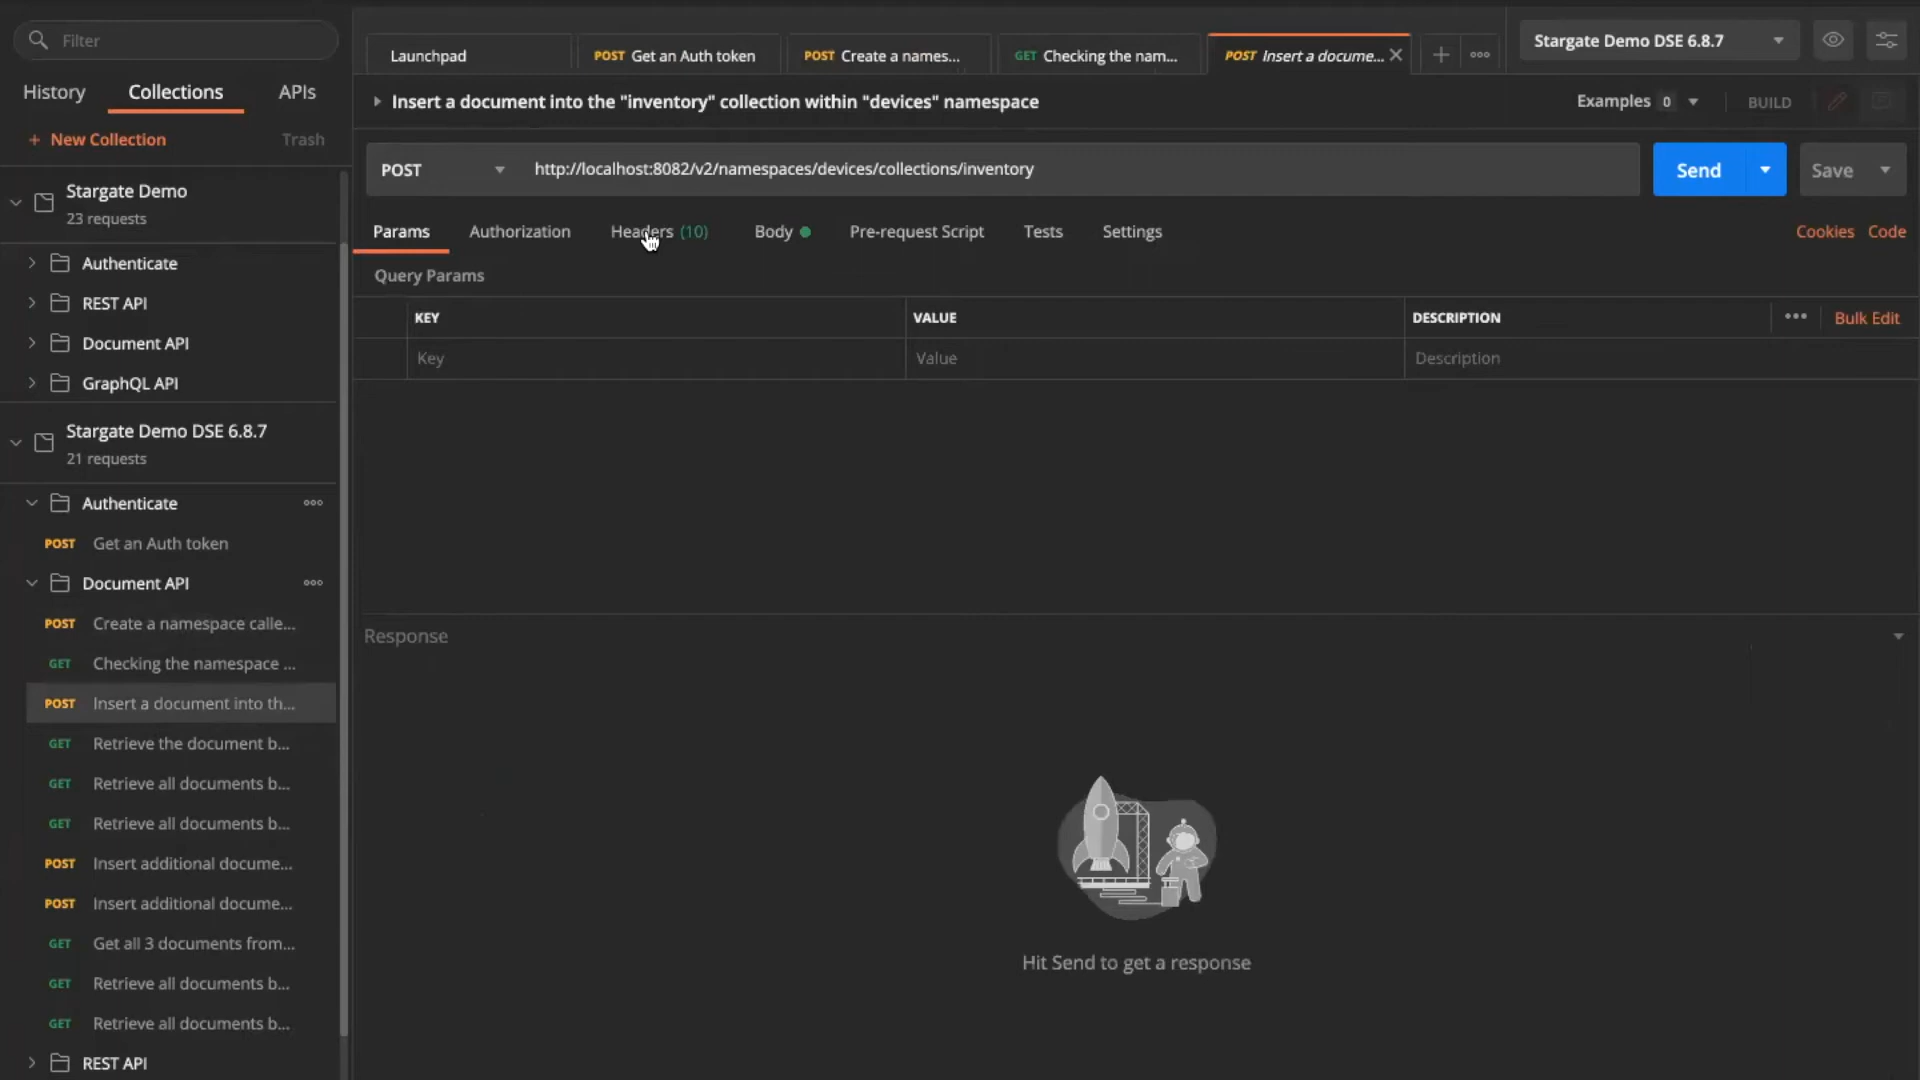 Filter
History
Collections
APIs
+ New Collection
Trash
Stargate Demo
23 requests
Authenticate
REST API
Document API
GraphQL API
Stargate Demo DSE 6.8.7
21 requests
Authenticate
POST Get an Auth token
Document API
POST Create a namespace calle...
GET Checking the namespace ...
POST Insert a document into th...
GET Retrieve the document b...
GET Retrieve all documents b...
GET Retrieve all documents b...
POST Insert additional docume...
POST Insert additional docume...
GET Get all 3 documents from...
GET Retrieve all documents b...
GET Retrieve all documents b...
REST API
Launchpad
POST Get an Auth token
POST Create a names...
GET Checking the nam...
POST Insert a docume...
Stargate Demo DSE 6.8.7
Insert a document into the "inventory" collection within "devices" namespace
Examples 0
BUILD
POST
http://localhost:8082/v2/namespaces/devices/collections/inventory
Send
Save
Params
Authorization
Headers (10)
Body
Pre-request Script
Tests
Settings
Cookies
Code
Query Params
KEY
VALUE
DESCRIPTION
Bulk Edit
Key
Value
Description
Response
Hit Send to get a response